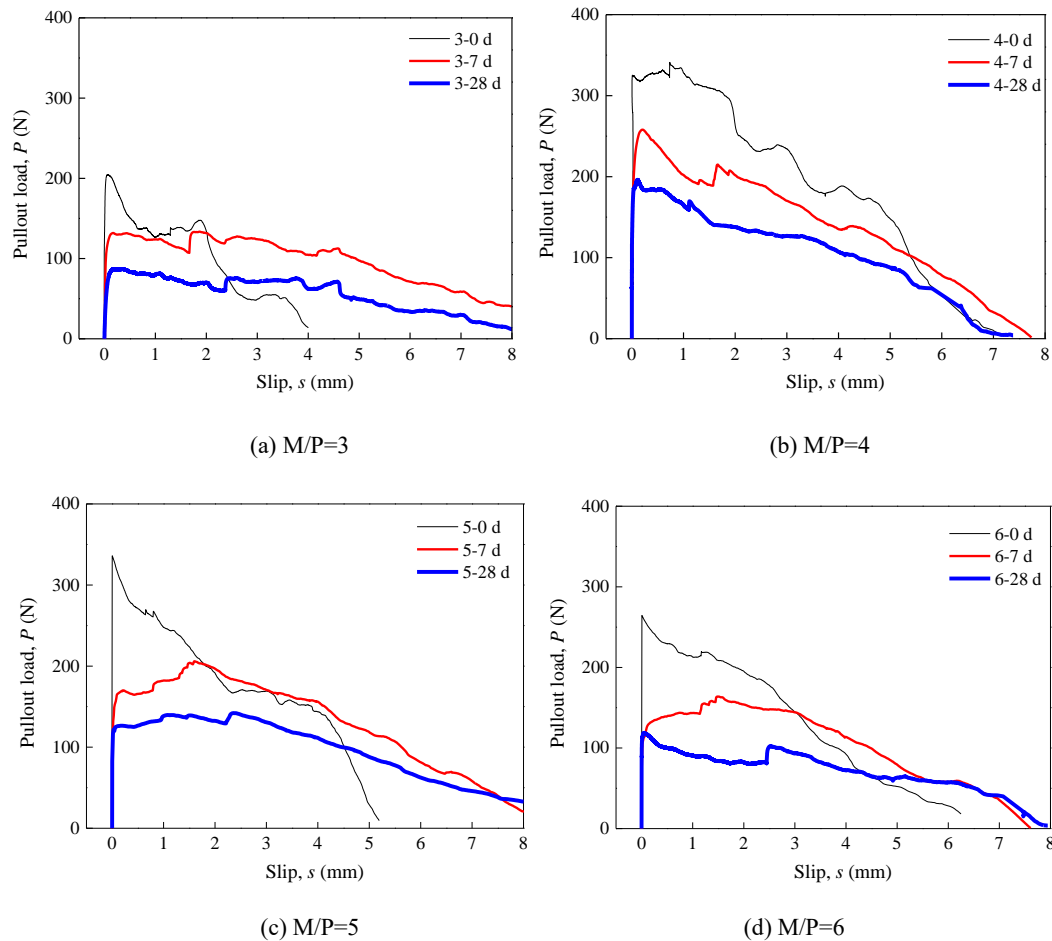 400
300
200
100
0
Pullout load, P (N)
3-0 d
3-7 d
3-28 d
0 1 2 3 4 5 6 7 8
Slip, s (mm)
(a) M/P=3
400
300
200
100
0
Pullout load, P (N)
4-0 d
4-7 d
4-28 d
0 1 2 3 4 5 6 7 8
Slip, s (mm)
(b) M/P=4
400
300
200
100
0
Pullout load, P (N)
5-0 d
5-7 d
5-28 d
0 1 2 3 4 5 6 7 8
Slip, s (mm)
(c) M/P=5
400
300
200
100
0
Pullout load, P (N)
6-0 d
6-7 d
6-28 d
0 1 2 3 4 5 6 7 8
Slip, s (mm)
(d) M/P=6